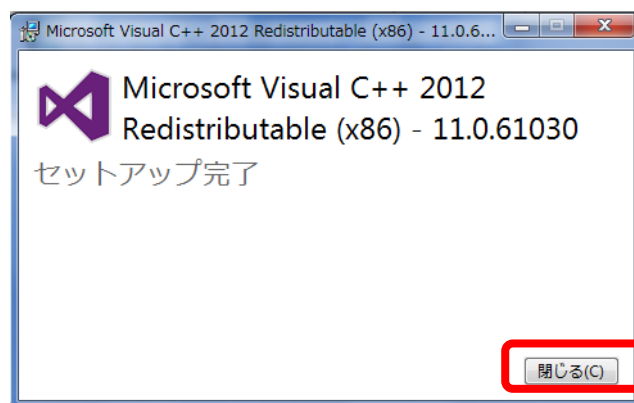 Microsoft Visual C++ 2012 Redistributable (x86) - 11.0.6...
Microsoft Visual C++ 2012
Redistributable (x86) - 11.0.61030
セットアップ完了
閉じる(C)